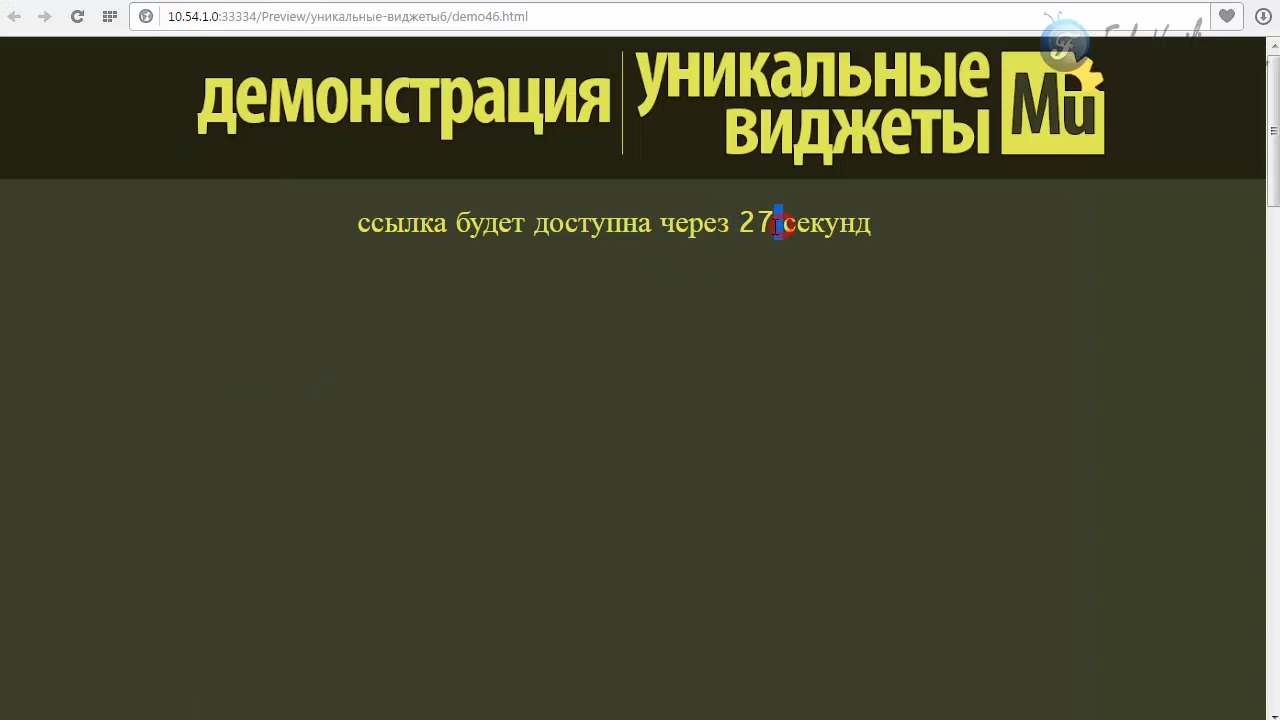 10.54.1.0:33334/Preview/уникальные-виджеты6/demo46.html
демонстрация
уникальные
виджеты
Mu
ссылка будет доступна через 27 секунд